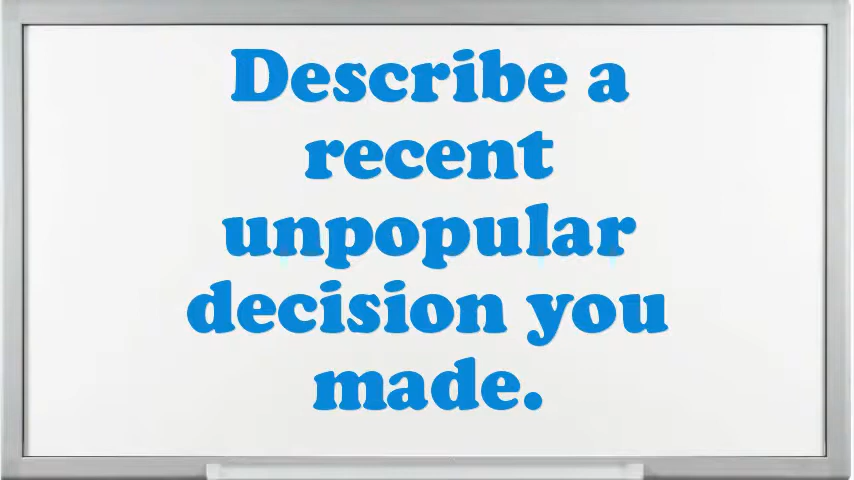 Describe a
recent
unpopular
decision you
made.